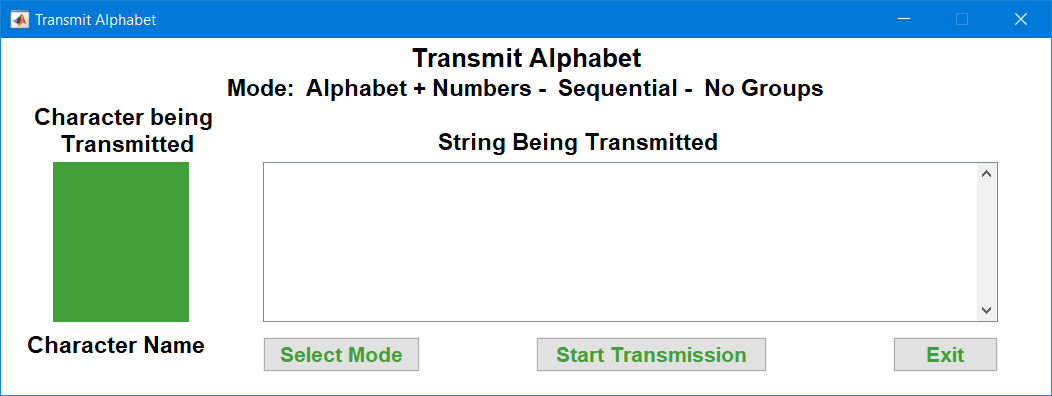 Transmit Alphabet
Transmit Alphabet
Mode: Alphabet + Numbers - Sequential - No Groups
Character being
Transmitted
String Being Transmitted
Character Name
Select Mode
Start Transmission
Exit